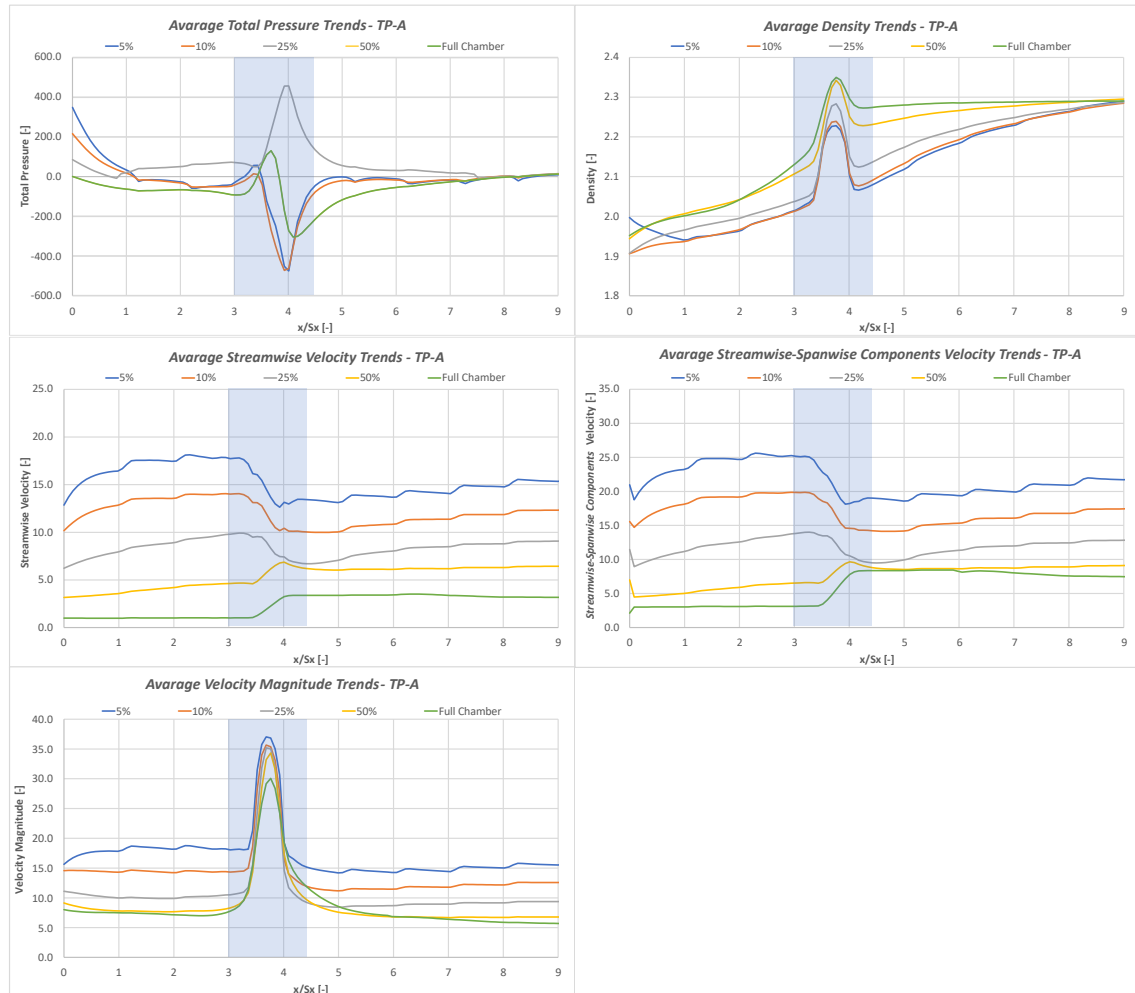 Avarage Total Pressure Trends - TP-A
5% 10% 25% 50% Full Chamber
Total Pressure [-]
600.0
400.0
200.0
0.0
-200.0
-400.0
-600.0
0 1 2 3 4 5 6 7 8 9
x/Sx [-]
Avarage Density Trends - TP-A
5% 10% 25% 50% Full Chamber
Density [-]
2.4
2.3
2.2
2.1
2.0
1.9
1.8
0 1 2 3 4 5 6 7 8 9
x/Sx [-]
Avarage Streamwise Velocity Trends - TP-A
5% 10% 25% 50% Full Chamber
Streamwise Velocity [-]
25.0
20.0
15.0
10.0
5.0
0.0
0 1 2 3 4 5 6 7 8 9
x/Sx [-]
Avarage Streamwise-Spanwise Components Velocity Trends - TP-A
5% 10% 25% 50% Full Chamber
Streamwise-Spanwise Components Velocity [-]
35.0
30.0
25.0
20.0
15.0
10.0
5.0
0.0
0 1 2 3 4 5 6 7 8 9
x/Sx [-]
Avarage Velocity Magnitude Trends - TP-A
5% 10% 25% 50% Full Chamber
Velocity Magnitude [-]
40.0
35.0
30.0
25.0
20.0
15.0
10.0
5.0
0.0
0 1 2 3 4 5 6 7 8 9
x/Sx [-]